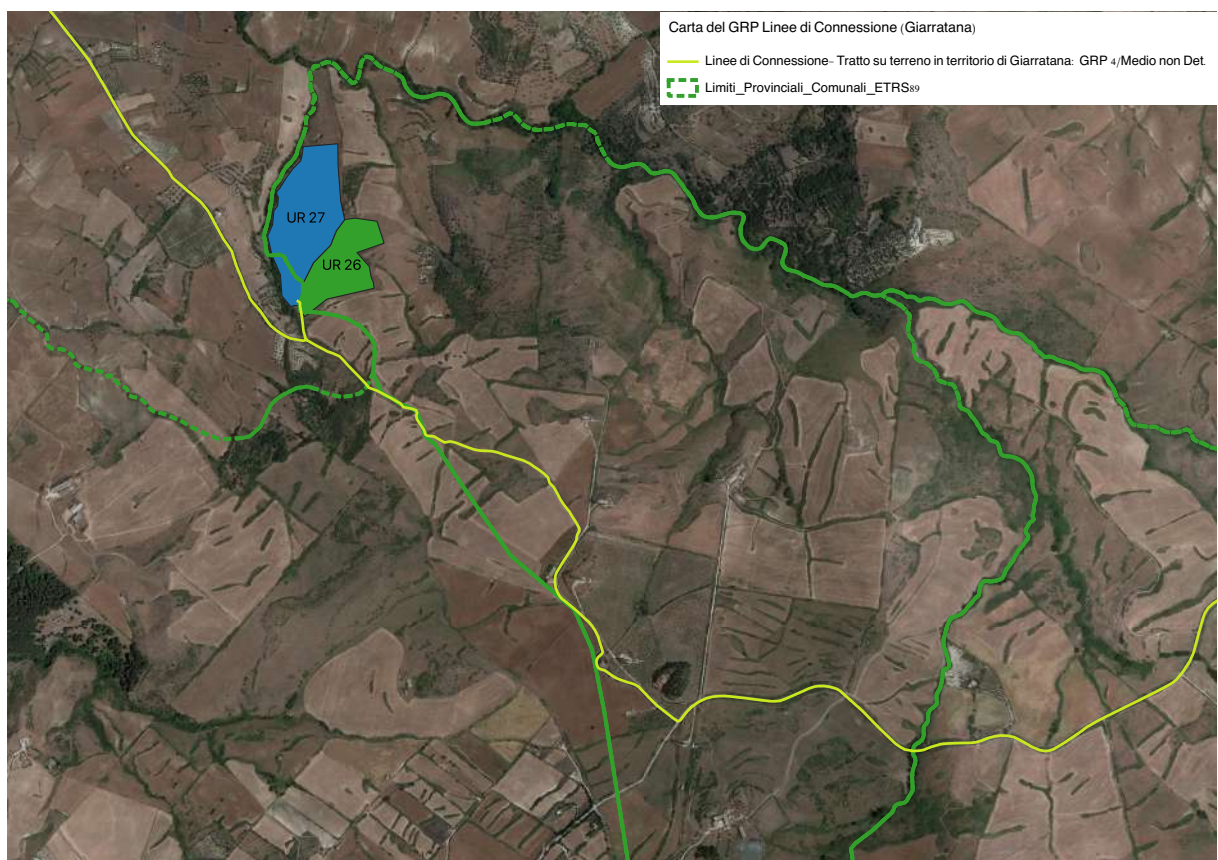 Carta del GRP Linee di Connessione (Giarratana)
Linee di Connessione- Tratto su terreno in territorio di Giarratana: GRP 4/Medio non Det.
Limiti_Provinciali_Comunali_ETRS89
UR 27
UR 26